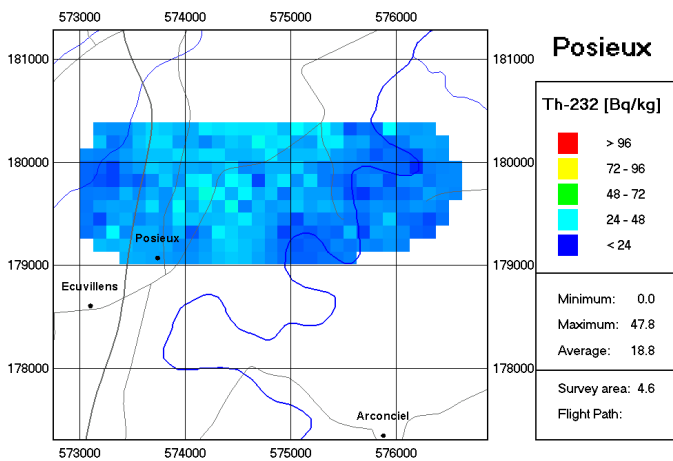 573000 574000 575000 576000
181000 181000
180000 180000
179000 179000
178000 178000
573000 574000 575000 576000
Posieux
Ecuvillens
Arconciel
Posieux
Th-232 [Bq/kg]
> 96
72 - 96
48 - 72
24 - 48
< 24
Minimum: 0.0
Maximum: 47.8
Average: 18.8
Survey area: 4.6
Flight Path: